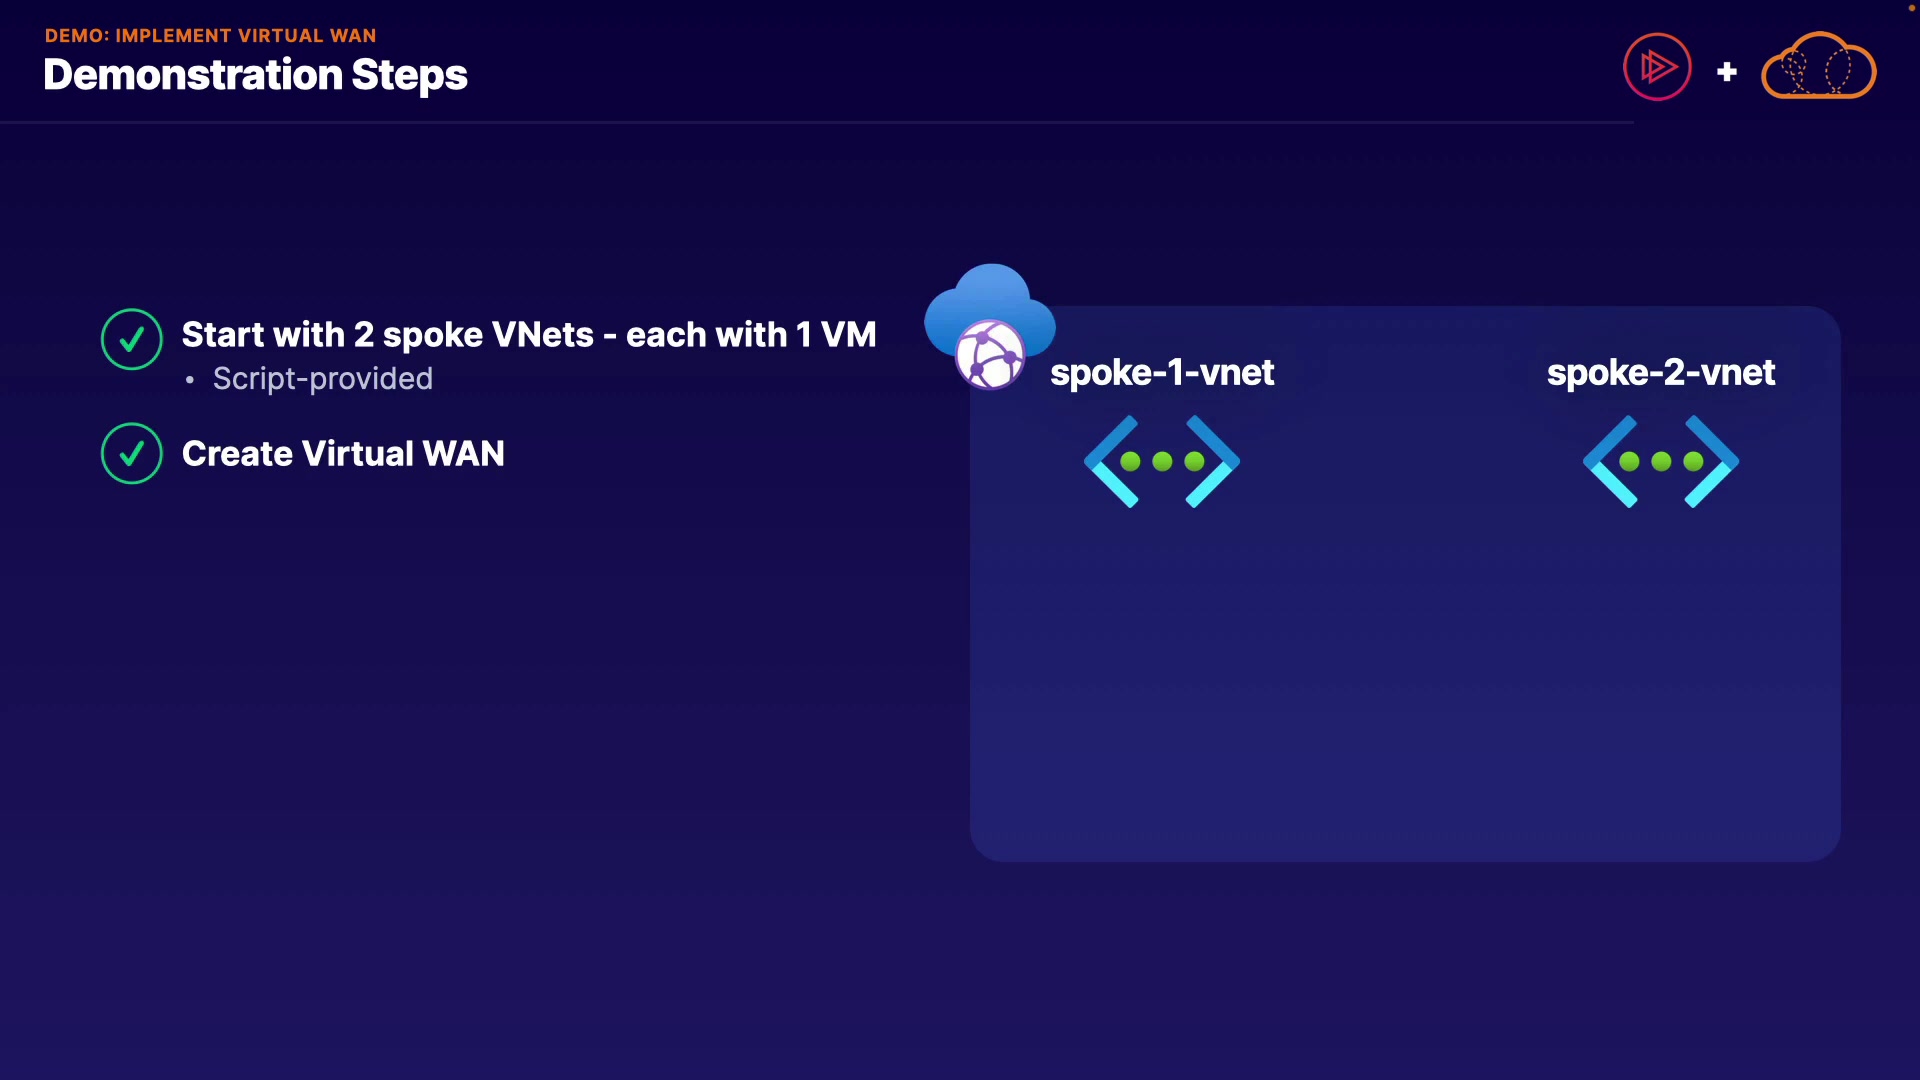 DEMO: IMPLEMENT VIRTUAL WAN
Demonstration Steps
Start with 2 spoke VNets - each with 1 VM
• Script-provided
Create Virtual WAN
spoke-1-vnet
spoke-2-vnet